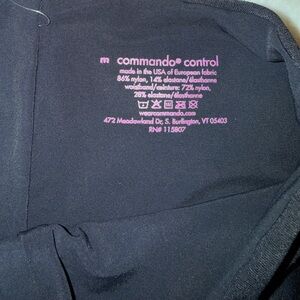 m commando® control
made in the USA of European fabric
86% nylon, 14% elastane/élasthanne
waistband/ceinture: 72% nylon,
28% elastane/élasthanne
wearcommando.com
472 Meadowland Dr, S. Burlington, VT 05403
RN# 115807